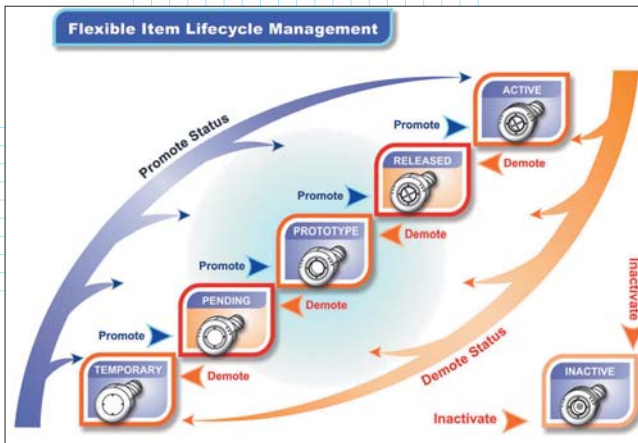 Flexible Item Lifecycle Management
ACTIVE
Promote
Promote Status
RELEASED
Demote
Promote
PROTOTYPE
Demote
Promote
PENDING
Demote
Inactivate
Promote
TEMPORARY
Demote
Demote Status
INACTIVE
Inactivate